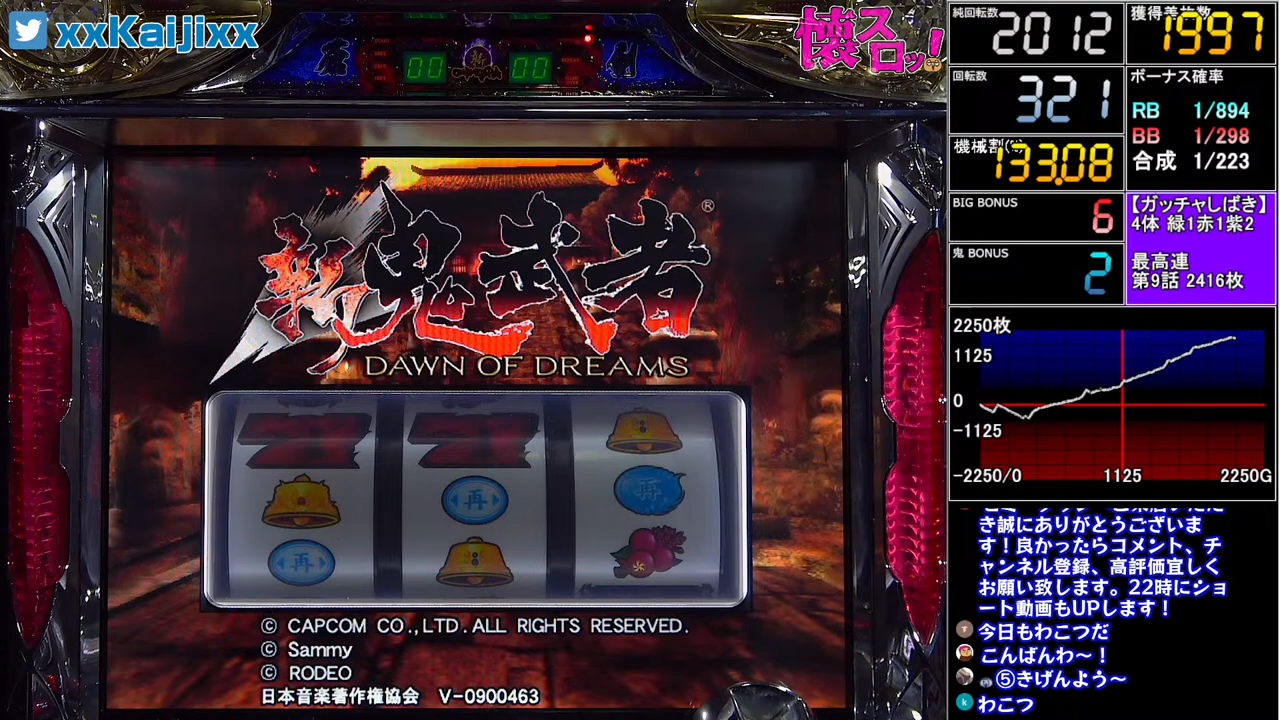 xxKaijixx
懐スロッ!
00
00
新鬼武者®
DAWN OF DREAMS
再
再
再
© CAPCOM CO.,LTD.ALL RIGHTS RESERVED.
© Sammy
© RODEO
日本音楽著作権協会 V-0900463
純回転数
2012
1997
回転数
321
ボーナス確率
RB 1/894
BB 1/298
合成 1/223
133.08
BIG BONUS
6
鬼 BONUS
2
【ガッチャしばき】
4体 緑1赤1紫2
最高連
第9話 2416枚
2250枚
1125
0
-1125
-2250/0
1125
2250G
き誠にありがとうございま
す!良かったらコメント、チ
ャンネル登録、高評価宜しく
お願い致します。22時にショ
ート動画もUPします!
今日もわこつだ
こんばんわ~!
⑤きげんよう~
わこつ